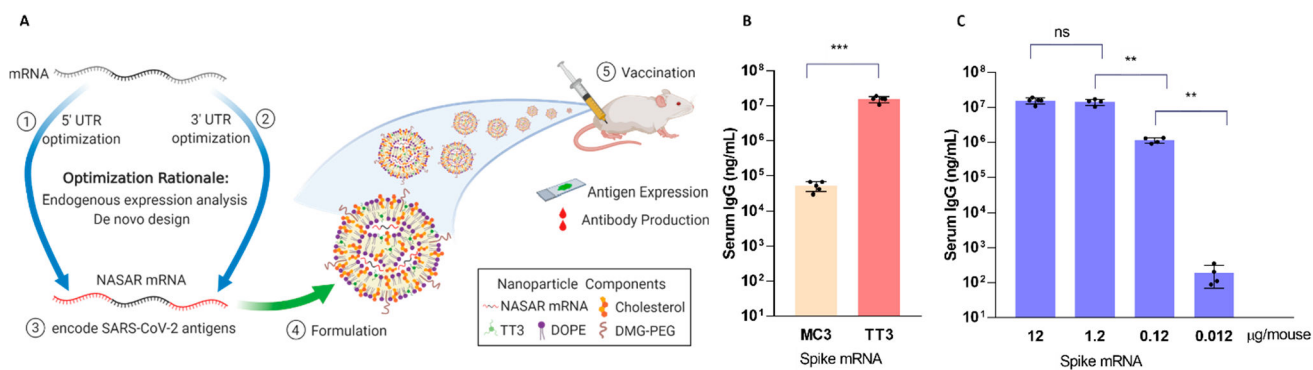 A
mRNA
1
5' UTR
optimization
3' UTR
optimization
2
Optimization Rationale:
Endogenous expression analysis
De novo design
NASAR mRNA
3 encode SARS-CoV-2 antigens
4 Formulation
5 Vaccination
Antigen Expression
Antibody Production
Nanoparticle Components
NASAR mRNA Cholesterol
TT3 DOPE DMG-PEG
B
***
Serum IgG (ng/mL)
10⁸
10⁷
10⁶
10⁵
10⁴
10³
10²
10¹
MC3 TT3
Spike mRNA
C
ns
**
**
Serum IgG (ng/mL)
10⁸
10⁷
10⁶
10⁵
10⁴
10³
10²
10¹
12 1.2 0.12 0.012 μg/mouse
Spike mRNA